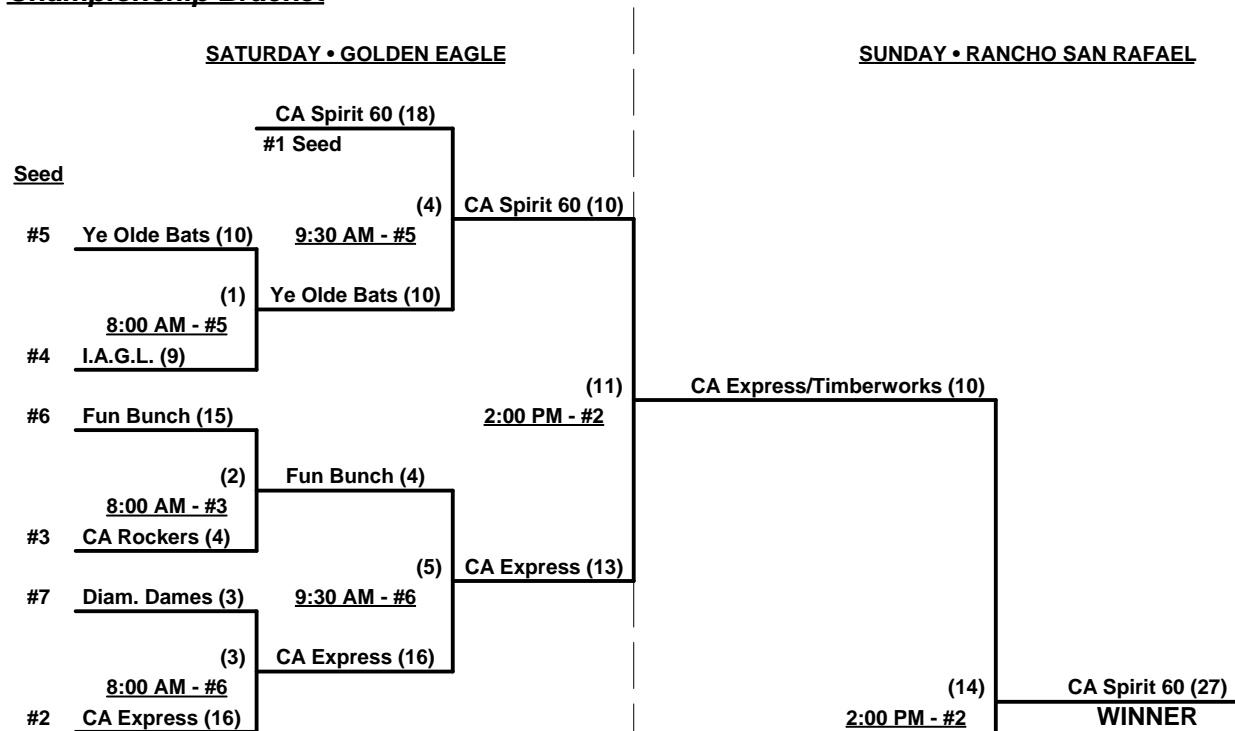 Championship Bracket
SATURDAY • GOLDEN EAGLE
SUNDAY • RANCHO SAN RAFAEL
CA Spirit 60 (18)
#1 Seed
Seed
(4) CA Spirit 60 (10)
#5 Ye Olde Bats (10) 9:30 AM - #5
(1) Ye Olde Bats (10)
8:00 AM - #5
#4 I.A.G.L. (9)
(11) CA Express/Timberworks (10)
#6 Fun Bunch (15) 2:00 PM - #2
(2) Fun Bunch (4)
8:00 AM - #3
#3 CA Rockers (4)
(5) CA Express (13)
#7 Diam. Dames (3) 9:30 AM - #6
(3) CA Express (16)
8:00 AM - #6 (14) CA Spirit 60 (27)
#2 CA Express (16) 2:00 PM - #2 WINNER